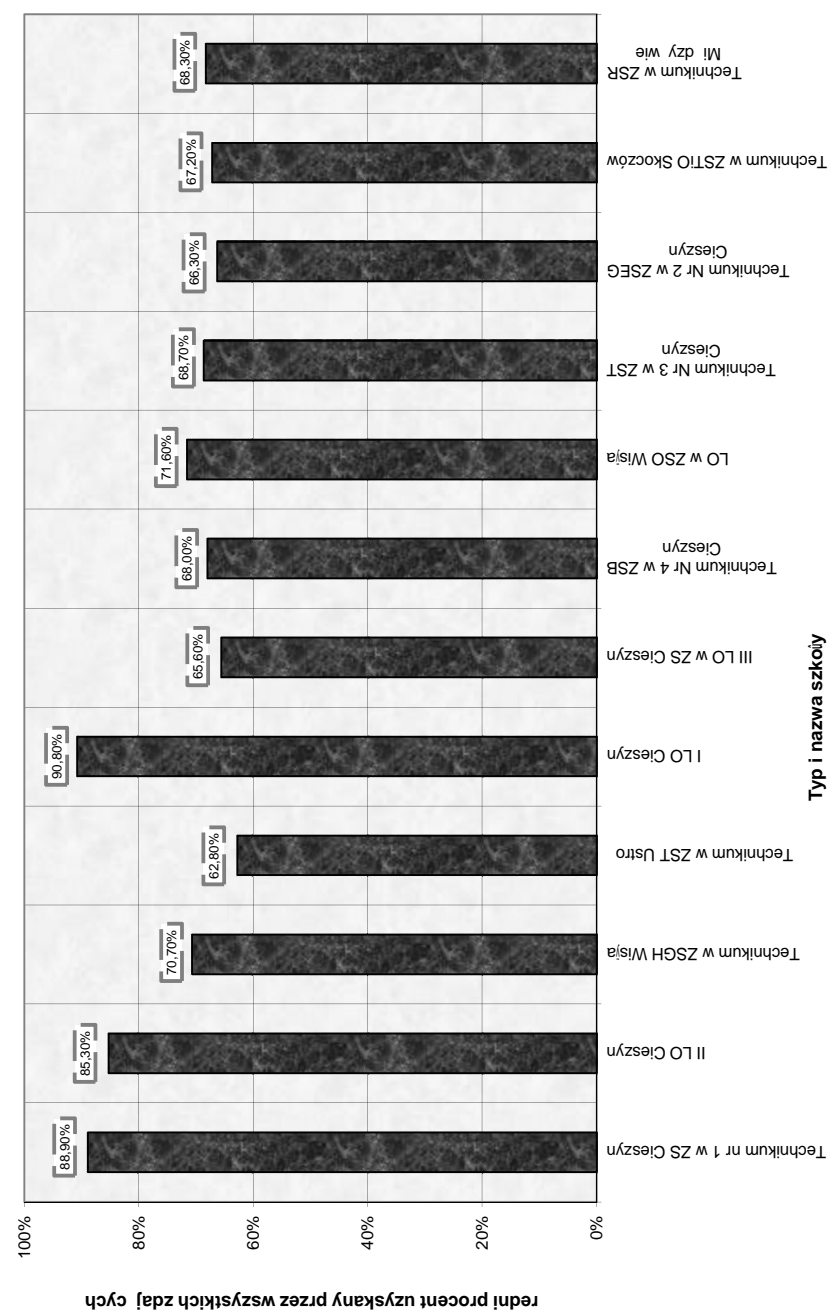 redni procent uzyskany przez wszystkich zdaj cych
100%
80%
60%
40%
20%
0%
88,90%
85,30%
70,70%
62,80%
90,80%
65,60%
68,00%
71,60%
68,70%
66,30%
67,20%
68,30%
Technikum nr 1 w ZS Cieszyn
II LO Cieszyn
Technikum w ZSGH Wisła
Technikum w ZST Ustro
I LO Cieszyn
III LO w ZS Cieszyn
Technikum Nr 4 w ZSB
Cieszyn
LO w ZSO Wisła
Technikum Nr 3 w ZST
Cieszyn
Technikum Nr 2 w ZSEG
Cieszyn
Technikum w ZSTiO Skoczów
Technikum w ZSR
Mi dzy wie
Typ i nazwa szkoły